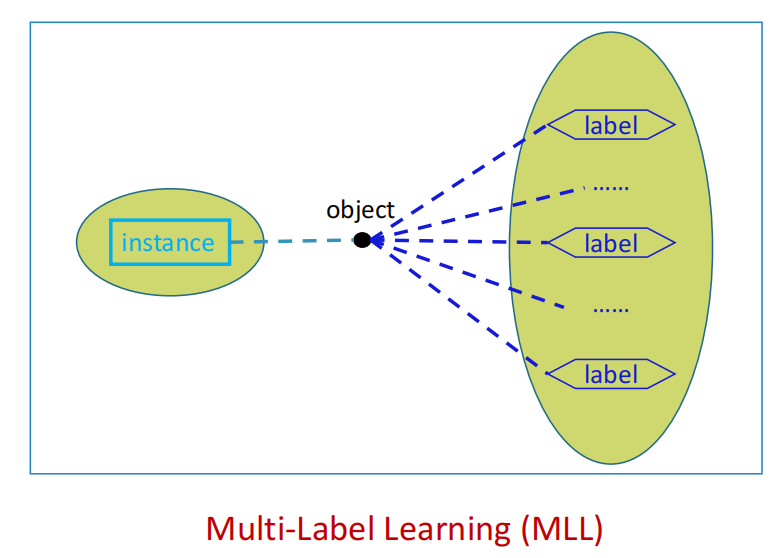 label
......
object
instance
label
......
label
Multi-Label Learning (MLL)